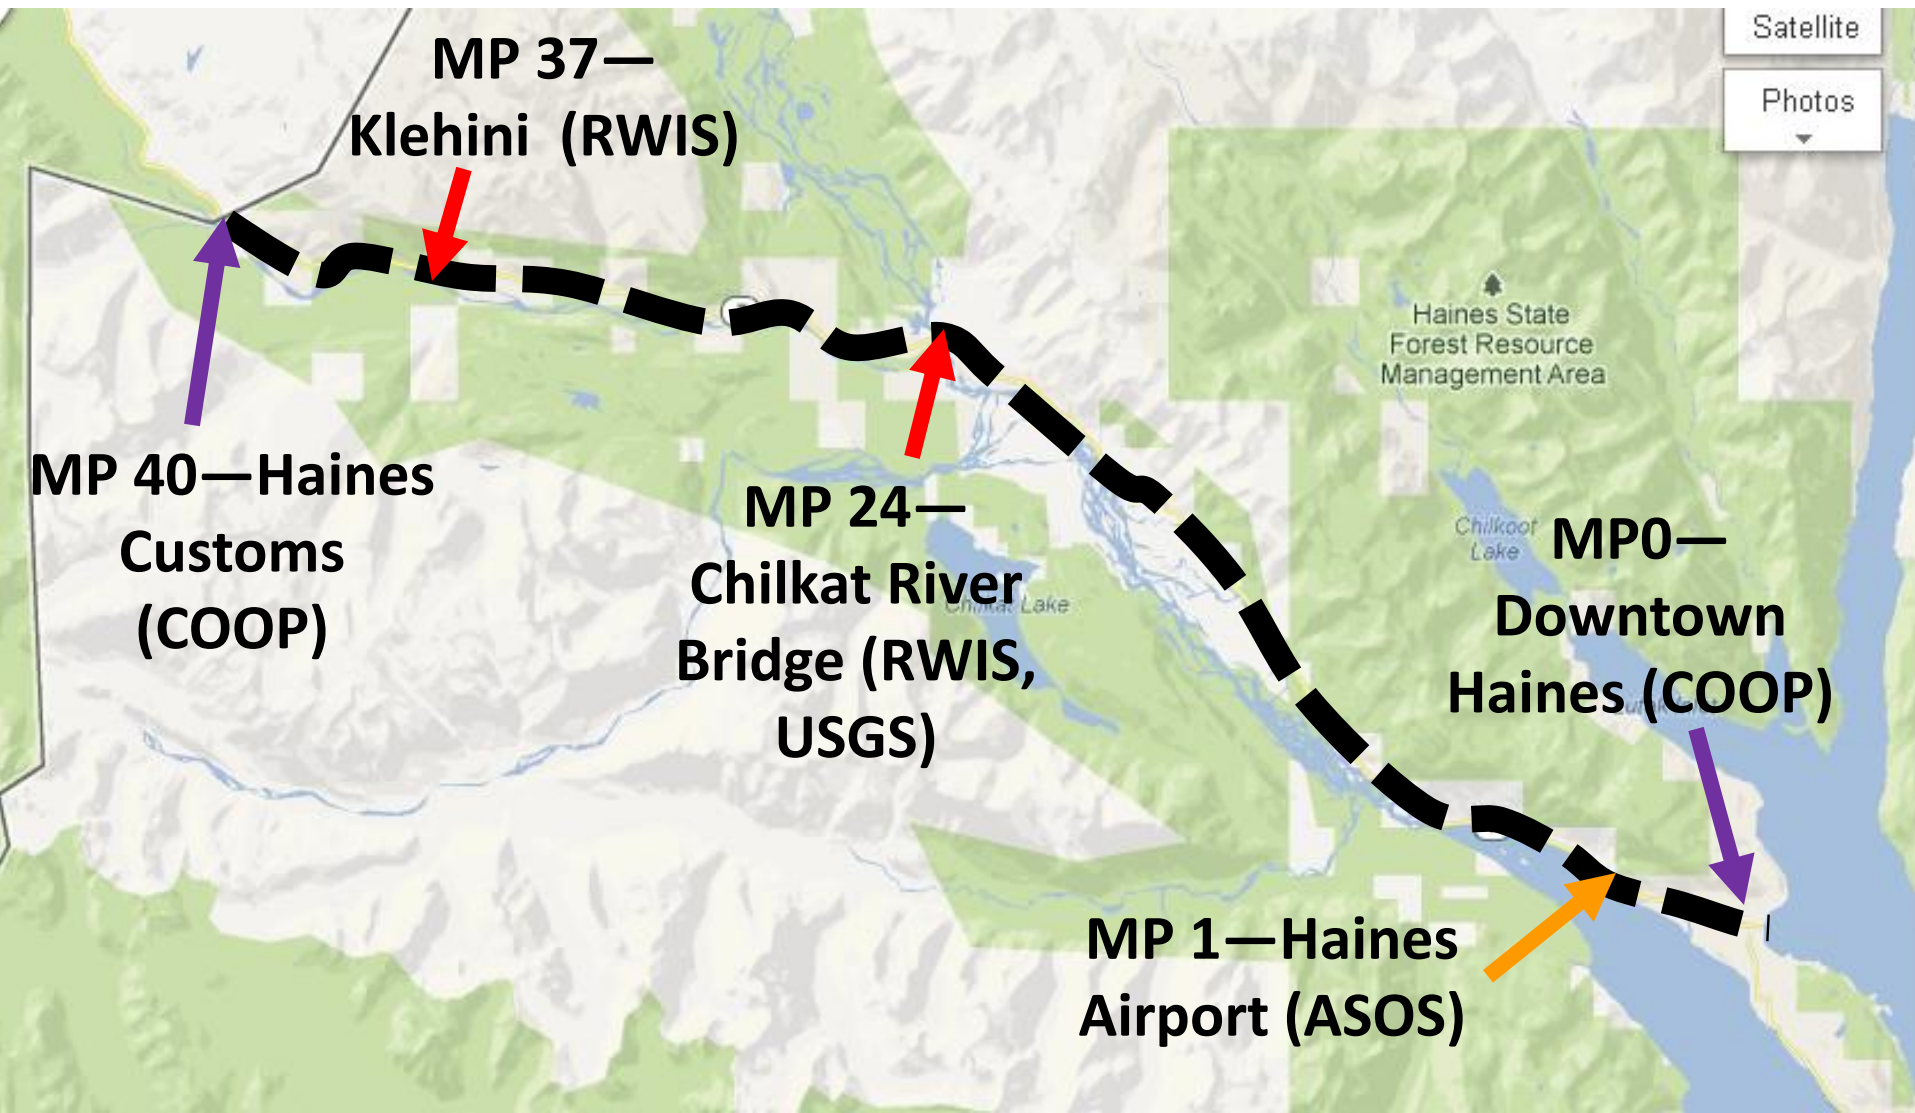 Satellite
Photos
MP 37—
Klehini (RWIS)
Haines State
Forest Resource
Management Area
MP 40—Haines
Customs
(COOP)
MP 24—
Chilkat River
Bridge (RWIS,
USGS)
Chilkat Lake
Chilkoot
Lake
MP0—
Downtown
Haines (COOP)
MP 1—Haines
Airport (ASOS)